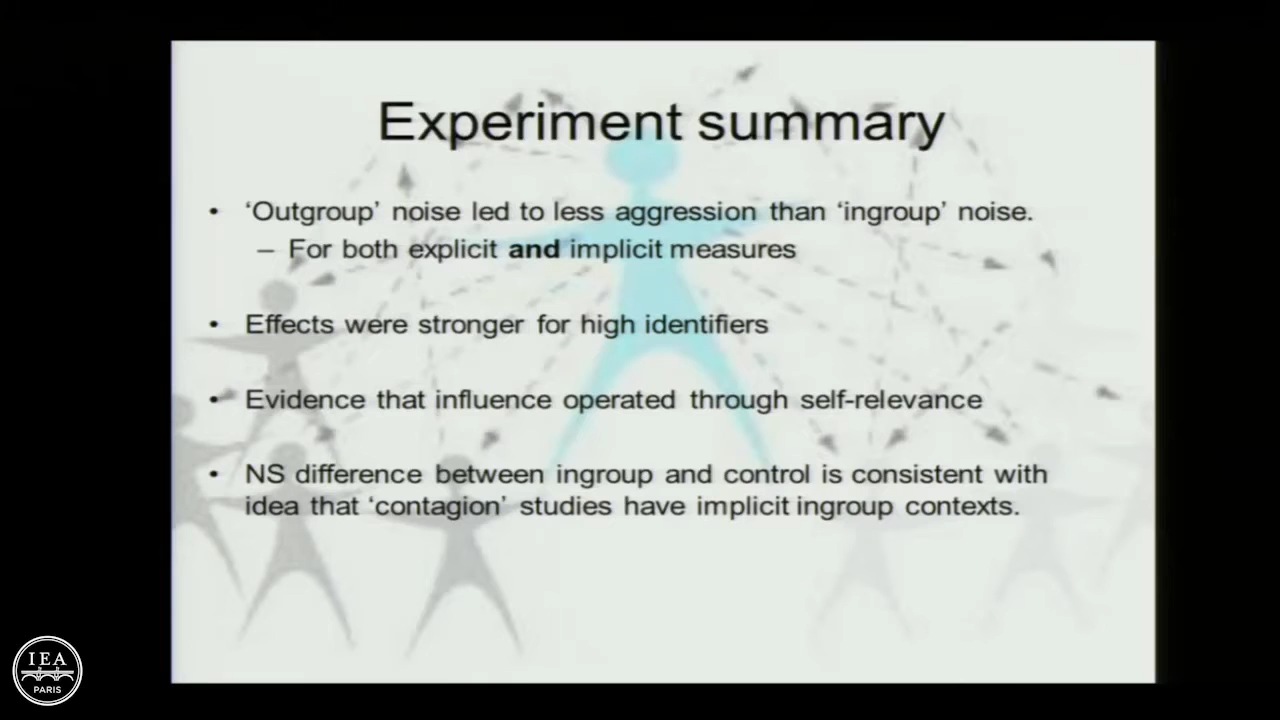 Experiment summary
• ‘Outgroup’ noise led to less aggression than ‘ingroup’ noise.
– For both explicit and implicit measures
• Effects were stronger for high identifiers
• Evidence that influence operated through self-relevance
• NS difference between ingroup and control is consistent with
idea that ‘contagion’ studies have implicit ingroup contexts.
IEA
PARIS